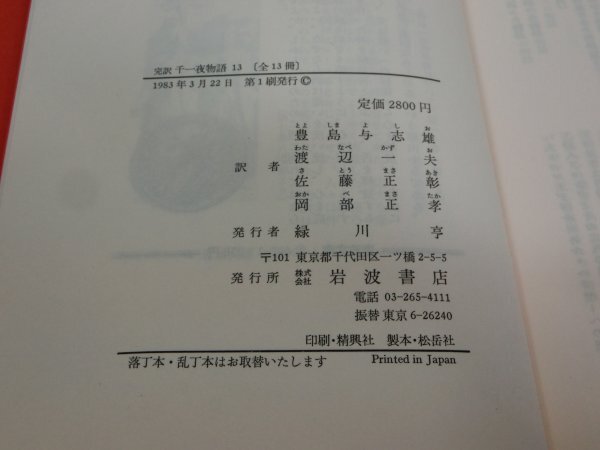 完訳 千一夜物語 13 〔全13冊〕
1983年3月22日 第1刷発行©
定価 2800円
とよ しま よ し お
豊島与志雄
わた なべ かず お
渡辺一夫
訳者
さ とう まさ あき
佐藤正彰
おか べ まさ たか
岡部正孝
発行者 緑川亨
〒101 東京都千代田区一ツ橋2-5-5
発行所 株式会社 岩波書店
電話 03-265-4111
振替 東京 6-26240
印刷・精興社 製本・松岳社
落丁本・乱丁本はお取替いたします Printed in Japan